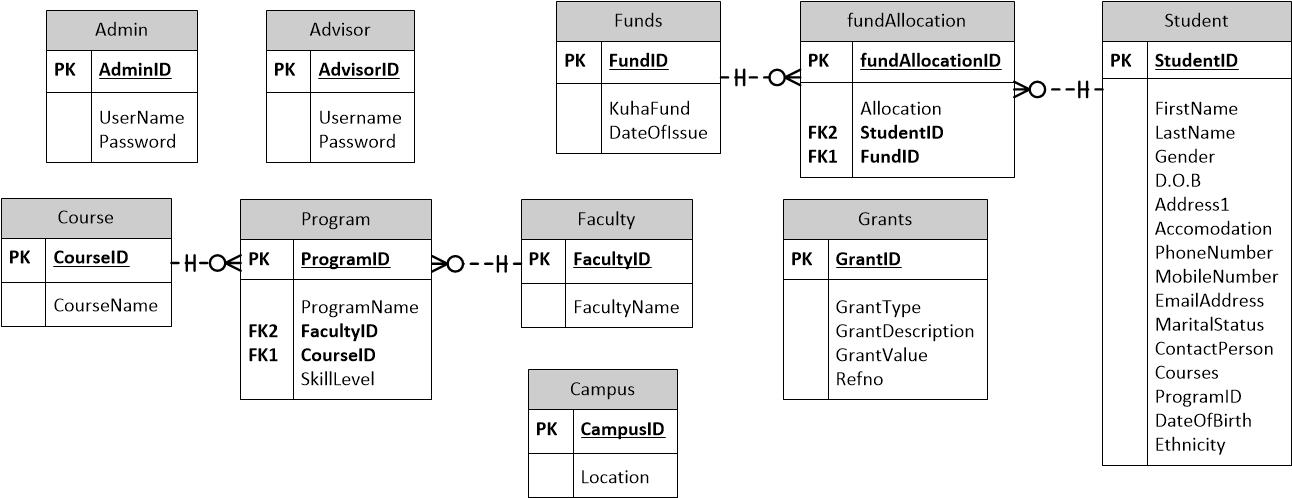 Admin
PK AdminID
UserName
Password
Advisor
PK AdvisorID
Username
Password
Funds
PK FundID
KuhaFund
DateOfIssue
fundAllocation
PK fundAllocationID
Allocation
FK2 StudentID
FK1 FundID
Student
PK StudentID
FirstName
LastName
Gender
D.O.B
Address1
Accomodation
PhoneNumber
MobileNumber
EmailAddress
MaritalStatus
ContactPerson
Courses
ProgramID
DateOfBirth
Ethnicity
Course
PK CourseID
CourseName
Program
PK ProgramID
ProgramName
FK2 FacultyID
FK1 CourseID
SkillLevel
Faculty
PK FacultyID
FacultyName
Grants
PK GrantID
GrantType
GrantDescription
GrantValue
Refno
Campus
PK CampusID
Location